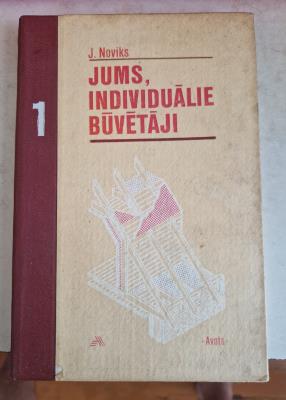 J. Noviks
JUMS,
INDIVIDUĀLIE
BŪVĒTĀJI
1
Avots